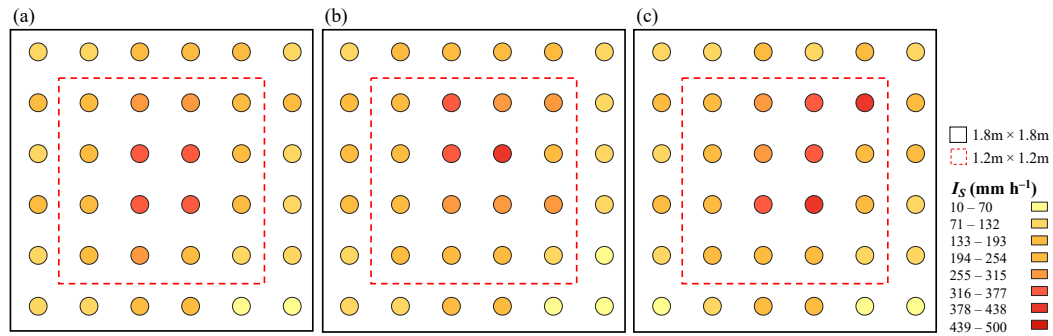 (a) (b) (c)
1.8m × 1.8m
1.2m × 1.2m
I_S (mm h⁻¹)
10 – 70
71 – 132
133 – 193
194 – 254
255 – 315
316 – 377
378 – 438
439 – 500